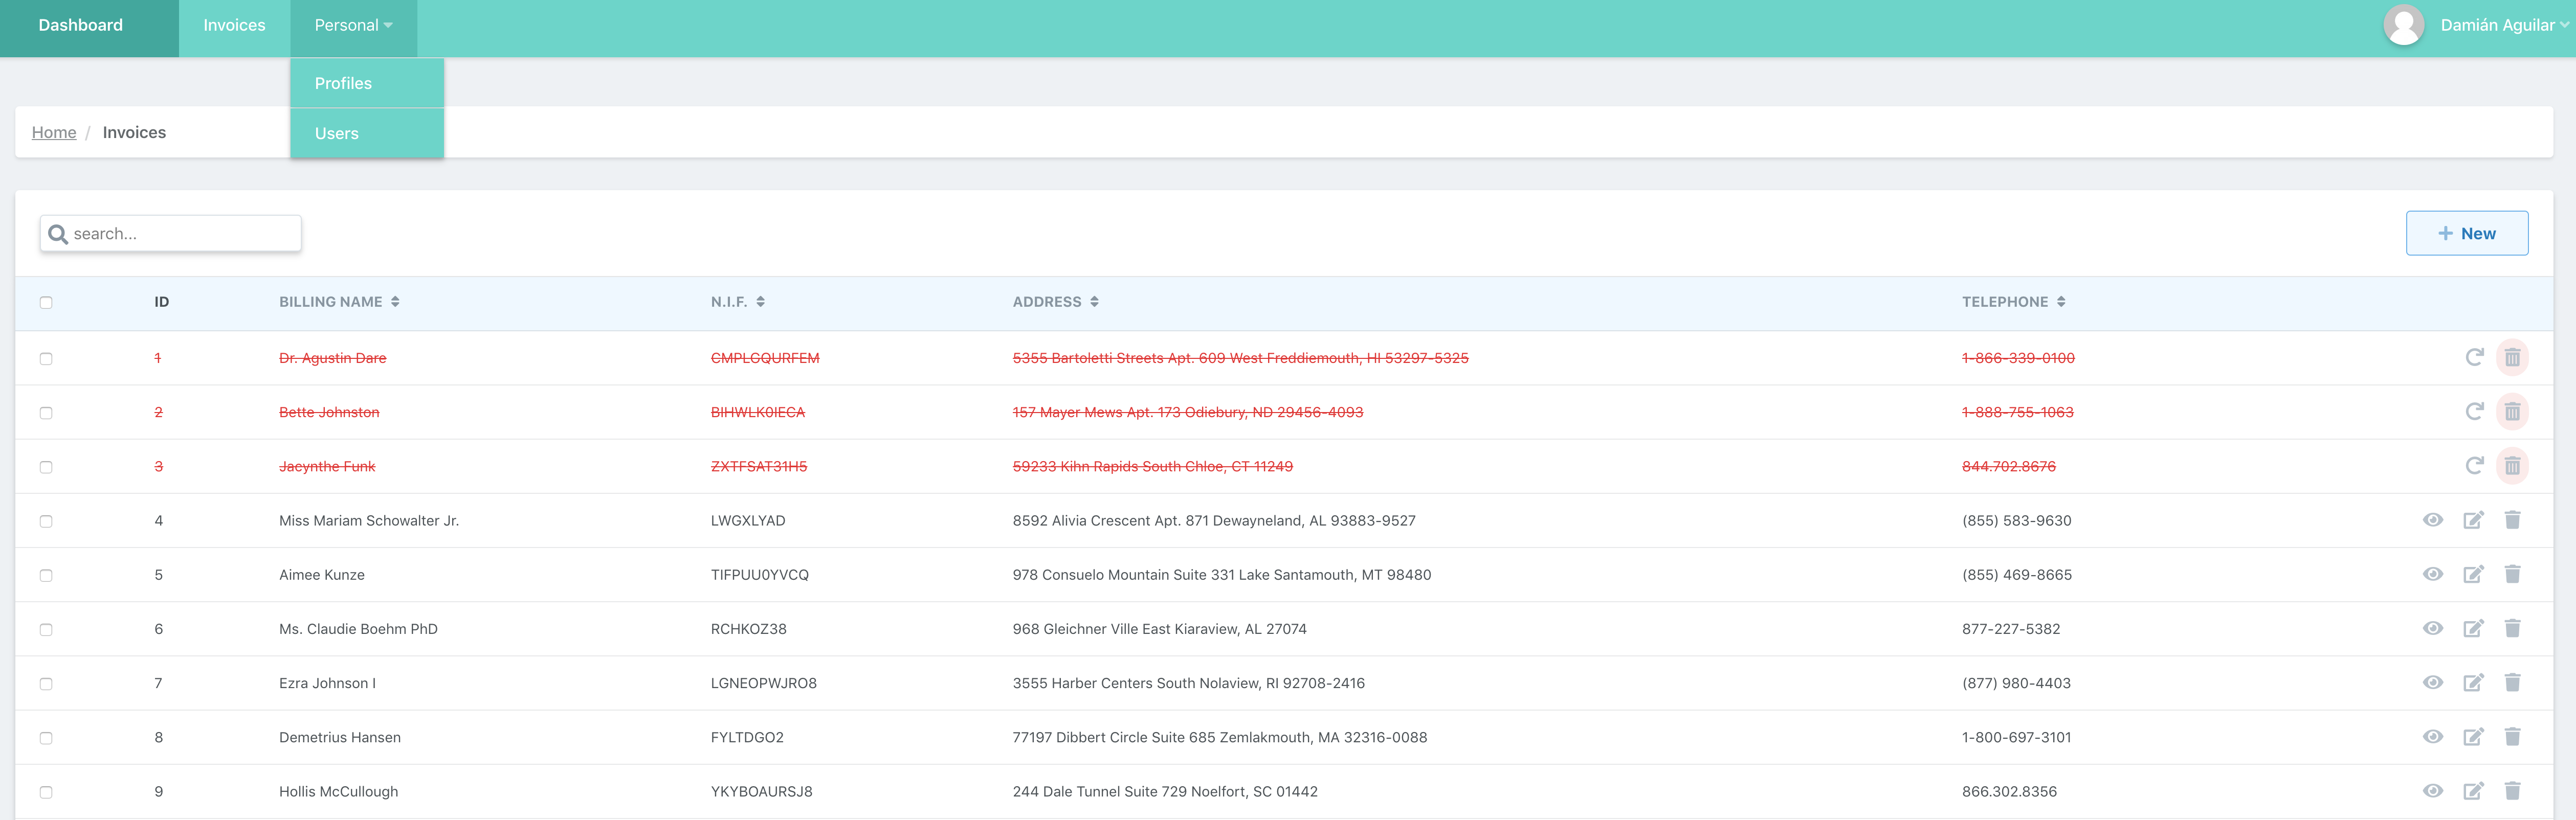 Dashboard Invoices Personal Damián Aguilar
Profiles
Home / Invoices
Users
search...
+ New
ID BILLING NAME N.I.F. ADDRESS TELEPHONE
1 Dr. Agustin Dare CMPLGQURFEM 5355 Bartoletti Streets Apt. 609 West Freddiemouth, HI 53297-5325 1-866-339-0100
2 Bette Johnston BIHWLK0IECA 157 Mayer Mews Apt. 173 Odiebury, ND 29456-4093 1-888-755-1063
3 Jacynthe Funk ZXTFSAT31H5 59233 Kihn Rapids South Chloe, CT 11249 844.702.8676
4 Miss Mariam Schowalter Jr. LWGXLYAD 8592 Alivia Crescent Apt. 871 Dewayneland, AL 93883-9527 (855) 583-9630
5 Aimee Kunze TIFPUU0YVCQ 978 Consuelo Mountain Suite 331 Lake Santamouth, MT 98480 (855) 469-8665
6 Ms. Claudie Boehm PhD RCHKOZ38 968 Gleichner Ville East Kiaraview, AL 27074 877-227-5382
7 Ezra Johnson I LGNEOPWJRO8 3555 Harber Centers South Nolaview, RI 92708-2416 (877) 980-4403
8 Demetrius Hansen FYLTDGO2 77197 Dibbert Circle Suite 685 Zemlakmouth, MA 32316-0088 1-800-697-3101
9 Hollis McCullough YKYBOAURSJ8 244 Dale Tunnel Suite 729 Noelfort, SC 01442 866.302.8356